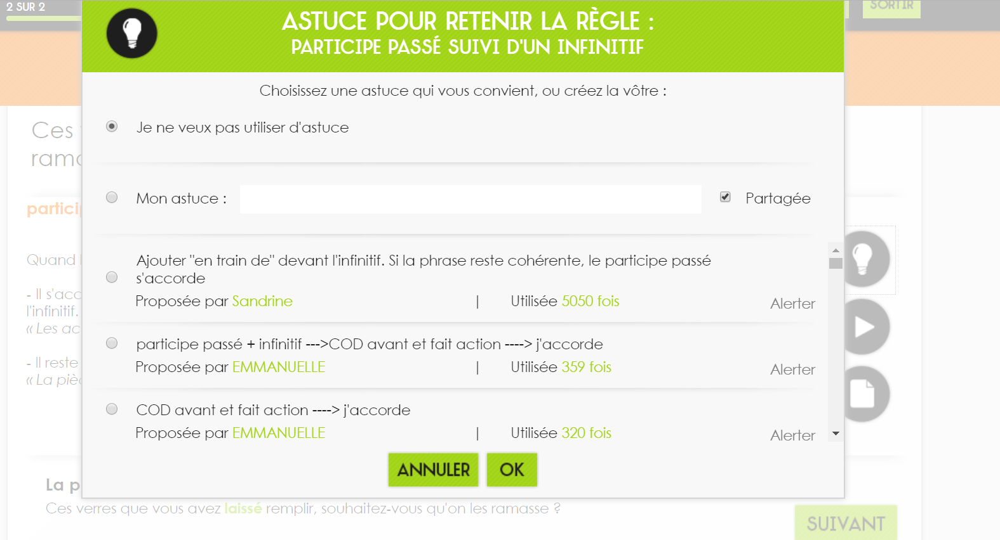 2 SUR 2
SORTIR
ASTUCE POUR RETENIR LA RÈGLE :
PARTICIPE PASSÉ SUIVI D'UN INFINITIF
Choisissez une astuce qui vous convient, ou créez la vôtre :
Je ne veux pas utiliser d'astuce
Ces
Mon astuce :
Partagée
Ajouter "en train de" devant l'infinitif. Si la phrase reste cohérente, le participe passé
s'accorde
Proposée par Sandrine | Utilisée 5050 fois Alerter
Quand
- Il s'acc
l'infinitif.
« Les ac
participe passé + infinitif --->COD avant et fait action ----> j'accorde
Proposée par EMMANUELLE | Utilisée 359 fois Alerter
- Il reste
« La pièc
COD avant et fait action ----> j'accorde
Proposée par EMMANUELLE | Utilisée 320 fois Alerter
ANNULER OK
La p
Ces verres que vous avez laissé remplir, souhaitez-vous qu'on les ramasse ?
SUIVANT